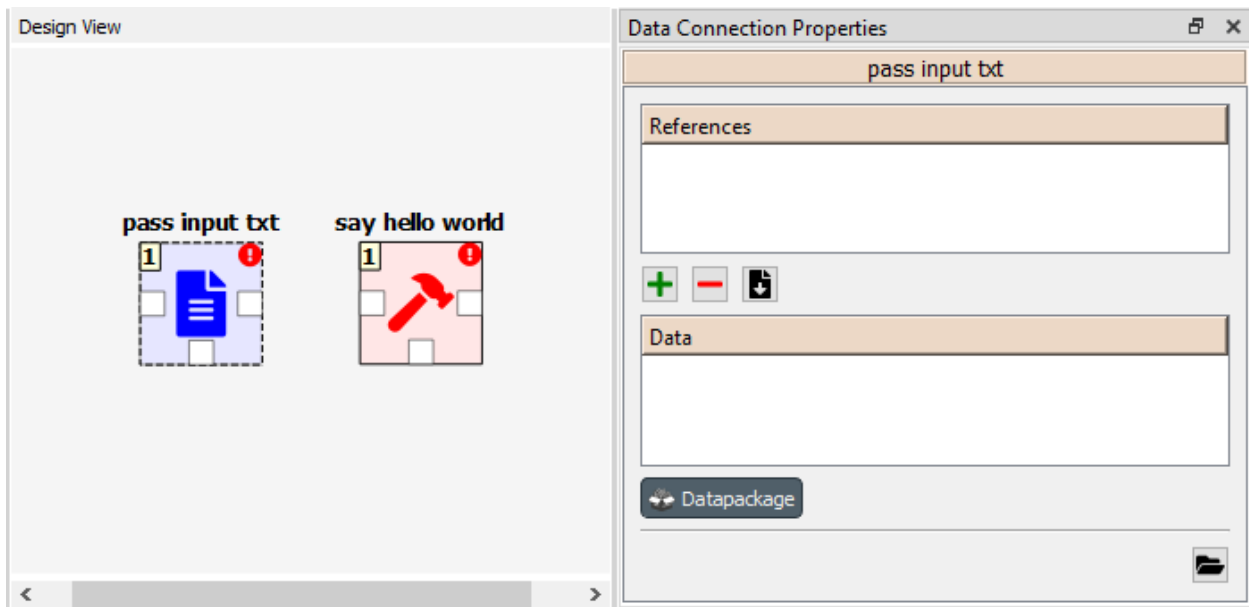 Design View
pass input txt
say hello world
1
1
Data Connection Properties
pass input txt
References
Data
Datapackage